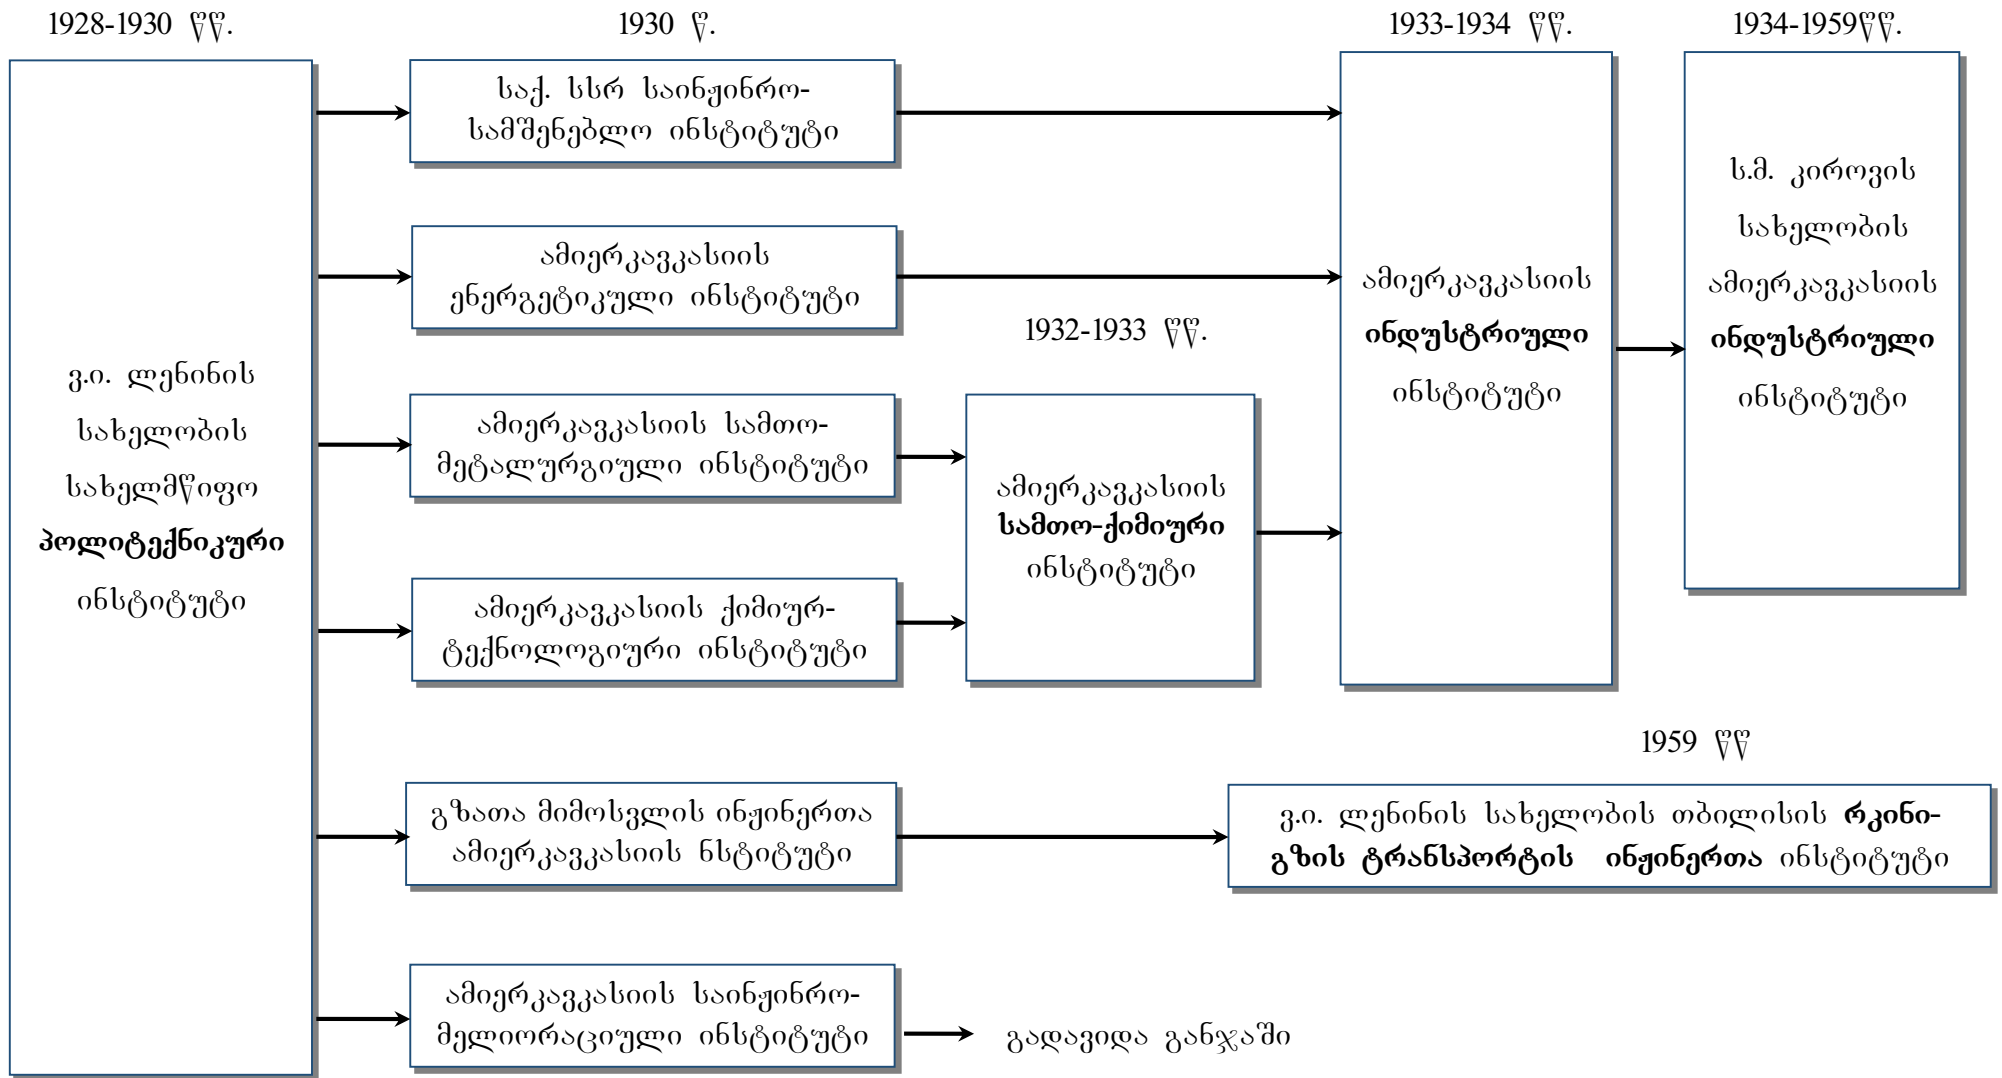 1928-1930 წწ.
1930 წ.
1933-1934 წწ.
1934-1959წწ.
ვ.ი. ლენინის
სახელობის
სახელმწიფო
პოლიტექნიკური
ინსტიტუტი
საქ. სსრ საინჟინრო-
სამშენებლო ინსტიტუტი
ამიერკავკასიის
ენერგეტიკული ინსტიტუტი
ამიერკავკასიის სამთო-
მეტალურგიული ინსტიტუტი
ამიერკავკასიის ქიმიურ-
ტექნოლოგიური ინსტიტუტი
გზათა მიმოსვლის ინჟინერთა
ამიერკავკასიის ნსტიტუტი
ამიერკავკასიის საინჟინრო-
მელიორაციული ინსტიტუტი
1932-1933 წწ.
ამიერკავკასიის
სამთო-ქიმიური
ინსტიტუტი
ამიერკავკასიის
ინდუსტრიული
ინსტიტუტი
ს.მ. კიროვის
სახელობის
ამიერკავკასიის
ინდუსტრიული
ინსტიტუტი
1959 წწ
ვ.ი. ლენინის სახელობის თბილისის რკინი-
გზის ტრანსპორტის ინჟინერთა ინსტიტუტი
გადავიდა განჯაში